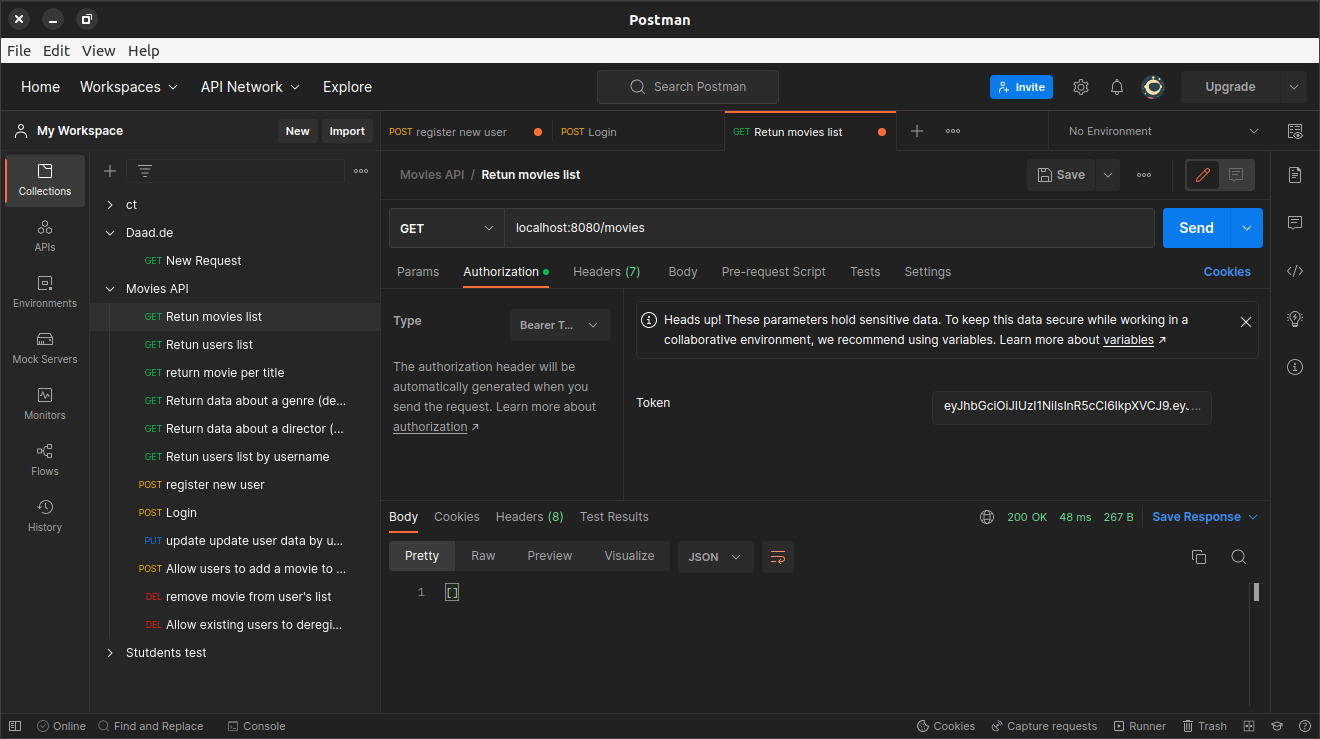 Postman
File Edit View Help
Home Workspaces API Network Explore Search Postman Invite Upgrade
My Workspace New Import
POST register new user POST Login GET Retun movies list No Environment
Collections
APIs
Environments
Mock Servers
Monitors
Flows
History
ct
Daad.de
GET New Request
Movies API
GET Retun movies list
GET Retun users list
GET return movie per title
GET Return data about a genre (de...
GET Return data about a director (...
GET Retun users list by username
POST register new user
POST Login
PUT update update user data by u...
POST Allow users to add a movie to ...
DEL remove movie from user's list
DEL Allow existing users to deregi...
Stutdents test
Movies API / Retun movies list Save
GET localhost:8080/movies Send
Params Authorization Headers (7) Body Pre-request Script Tests Settings Cookies
Type Bearer T...
The authorization header will be
automatically generated when you
send the request. Learn more about
authorization ↗
Heads up! These parameters hold sensitive data. To keep this data secure while working in a
collaborative environment, we recommend using variables. Learn more about variables ↗
Token
Body Cookies Headers (8) Test Results 200 OK 48 ms 267 B Save Response
Pretty Raw Preview Visualize JSON
1 []
Online Find and Replace Console Cookies Capture requests Runner Trash